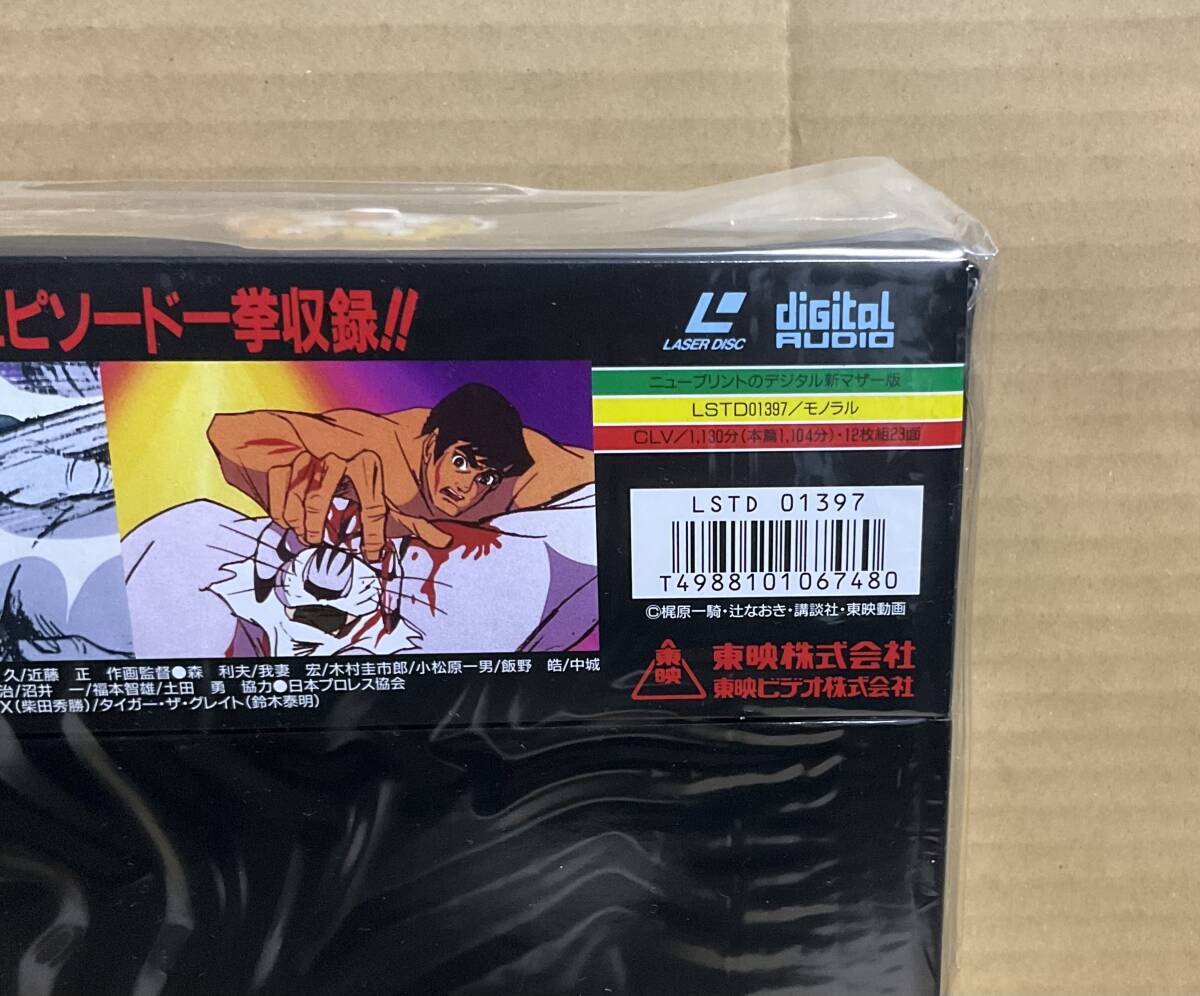 エピソード一挙収録!!
LASER DISC
digital AUDIO
ニュープリントのデジタル新マザー版
LSTD01397/モノラル
CLV/1,130分(本篇1,104分)・12枚組23面
LSTD 01397
T4988101067480
©梶原一騎・辻なおき・講談社・東映動画
久/近藤 正 作画監督●森 利夫/我妻 宏/木村圭市郎/小松原一男/飯野 皓/中城
治/沼井 一/福本智雄/土田 勇 協力●日本プロレス協会
X(柴田秀勝)/タイガー・ザ・グレイト(鈴木泰明)
東映
東映株式会社
東映ビデオ株式会社